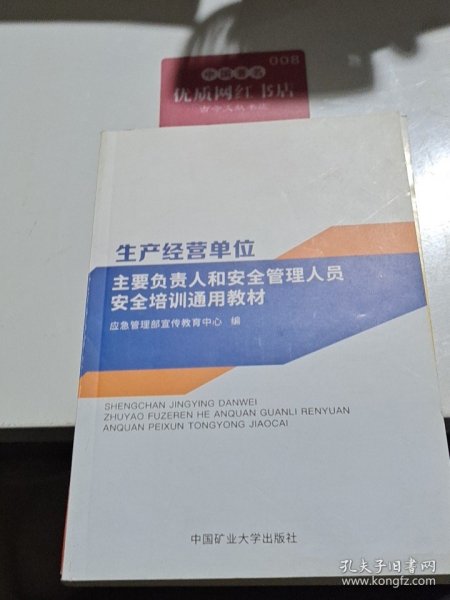 008
优质网红书店
生产经营单位
主要负责人和安全管理人员
安全培训通用教材
应急管理部宣传教育中心 编
SHENGCHAN JINGYING DANWEI
ZHUYAO FUZEREN HE ANQUAN GUANLI RENYUAN
ANQUAN PEIXUN TONGYONG JIAOCAI
中国矿业大学出版社
孔夫子旧书网
www.kongfz.com